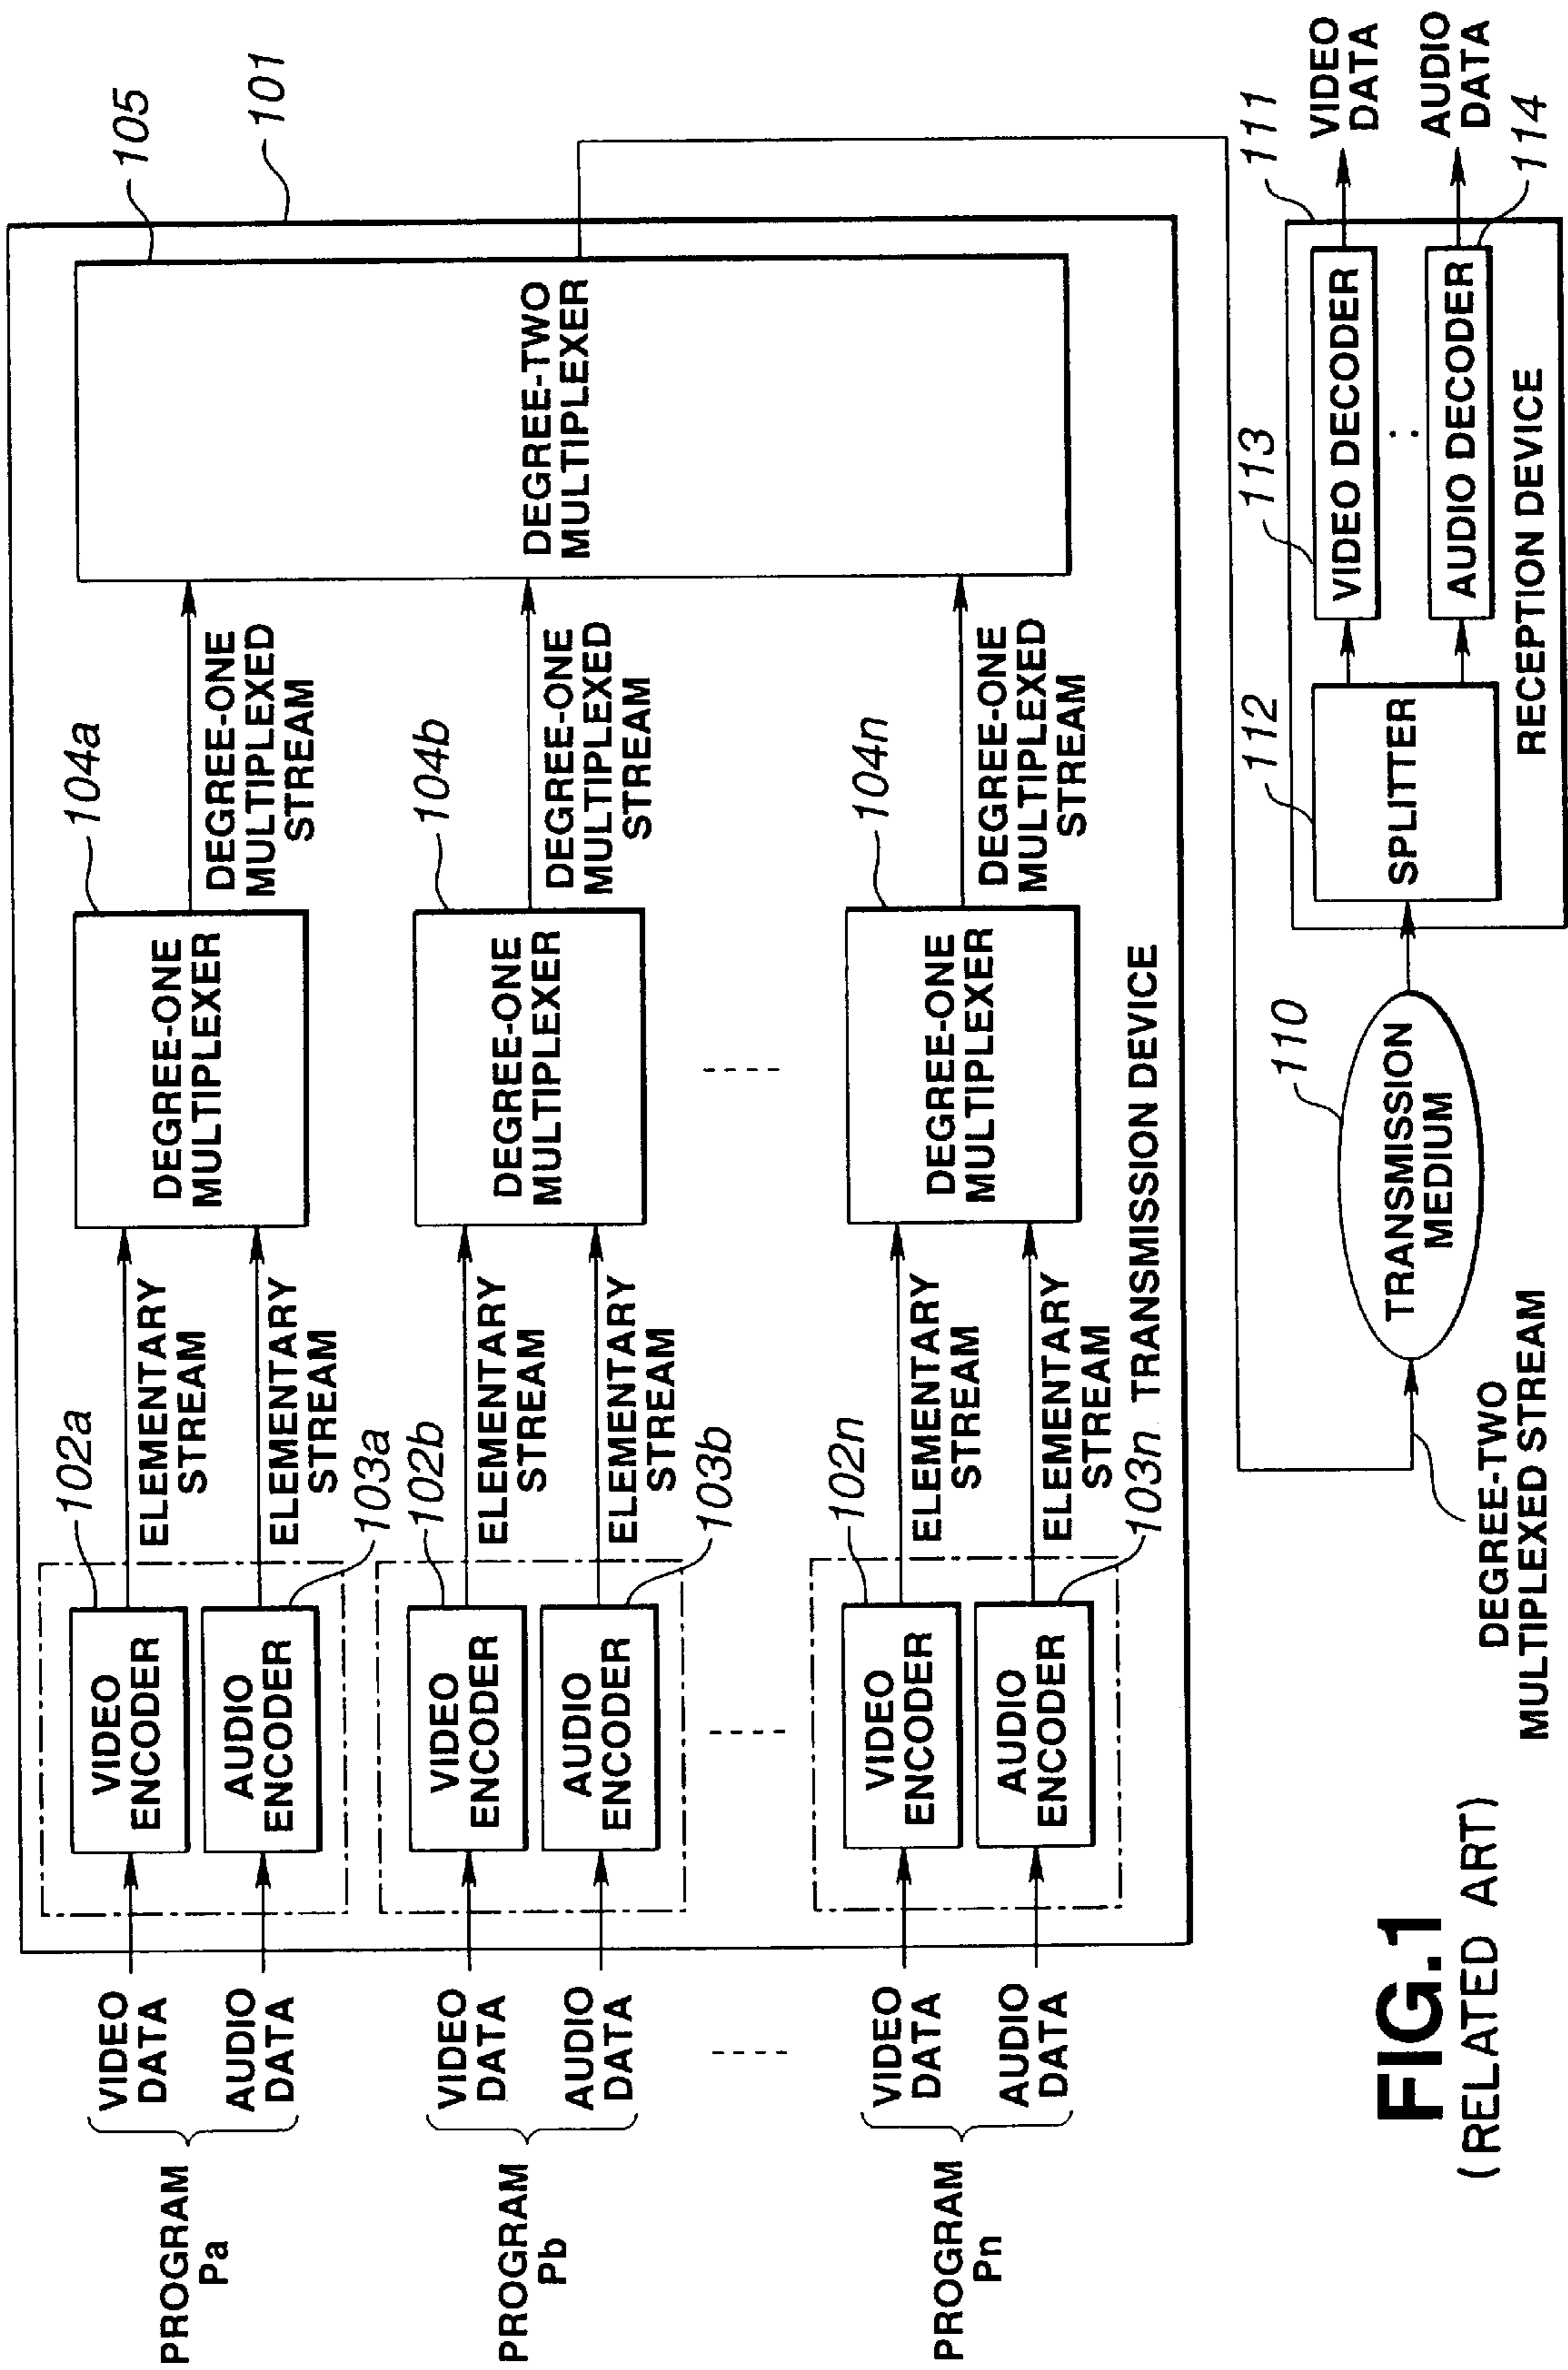 105
101
PROGRAM
Pa
VIDEO
DATA
AUDIO
DATA
VIDEO
ENCODER
102a
AUDIO
ENCODER
103a
ELEMENTARY
STREAM
ELEMENTARY
STREAM
DEGREE-ONE
MULTIPLEXER
104a
DEGREE-ONE
MULTIPLEXED
STREAM
DEGREE-TWO
MULTIPLEXER
PROGRAM
Pb
VIDEO
DATA
AUDIO
DATA
VIDEO
ENCODER
102b
AUDIO
ENCODER
103b
ELEMENTARY
STREAM
ELEMENTARY
STREAM
DEGREE-ONE
MULTIPLEXER
104b
DEGREE-ONE
MULTIPLEXED
STREAM
PROGRAM
Pn
VIDEO
DATA
AUDIO
DATA
VIDEO
ENCODER
102n
AUDIO
ENCODER
103n
ELEMENTARY
STREAM
ELEMENTARY
STREAM
DEGREE-ONE
MULTIPLEXER
104n
DEGREE-ONE
MULTIPLEXED
STREAM
TRANSMISSION DEVICE
DEGREE-TWO
MULTIPLEXED STREAM
110
TRANSMISSION
MEDIUM
111
112
SPLITTER
113
VIDEO DECODER
AUDIO DECODER
114
RECEPTION DEVICE
VIDEO
DATA
AUDIO
DATA
FIG.1
(RELATED ART)